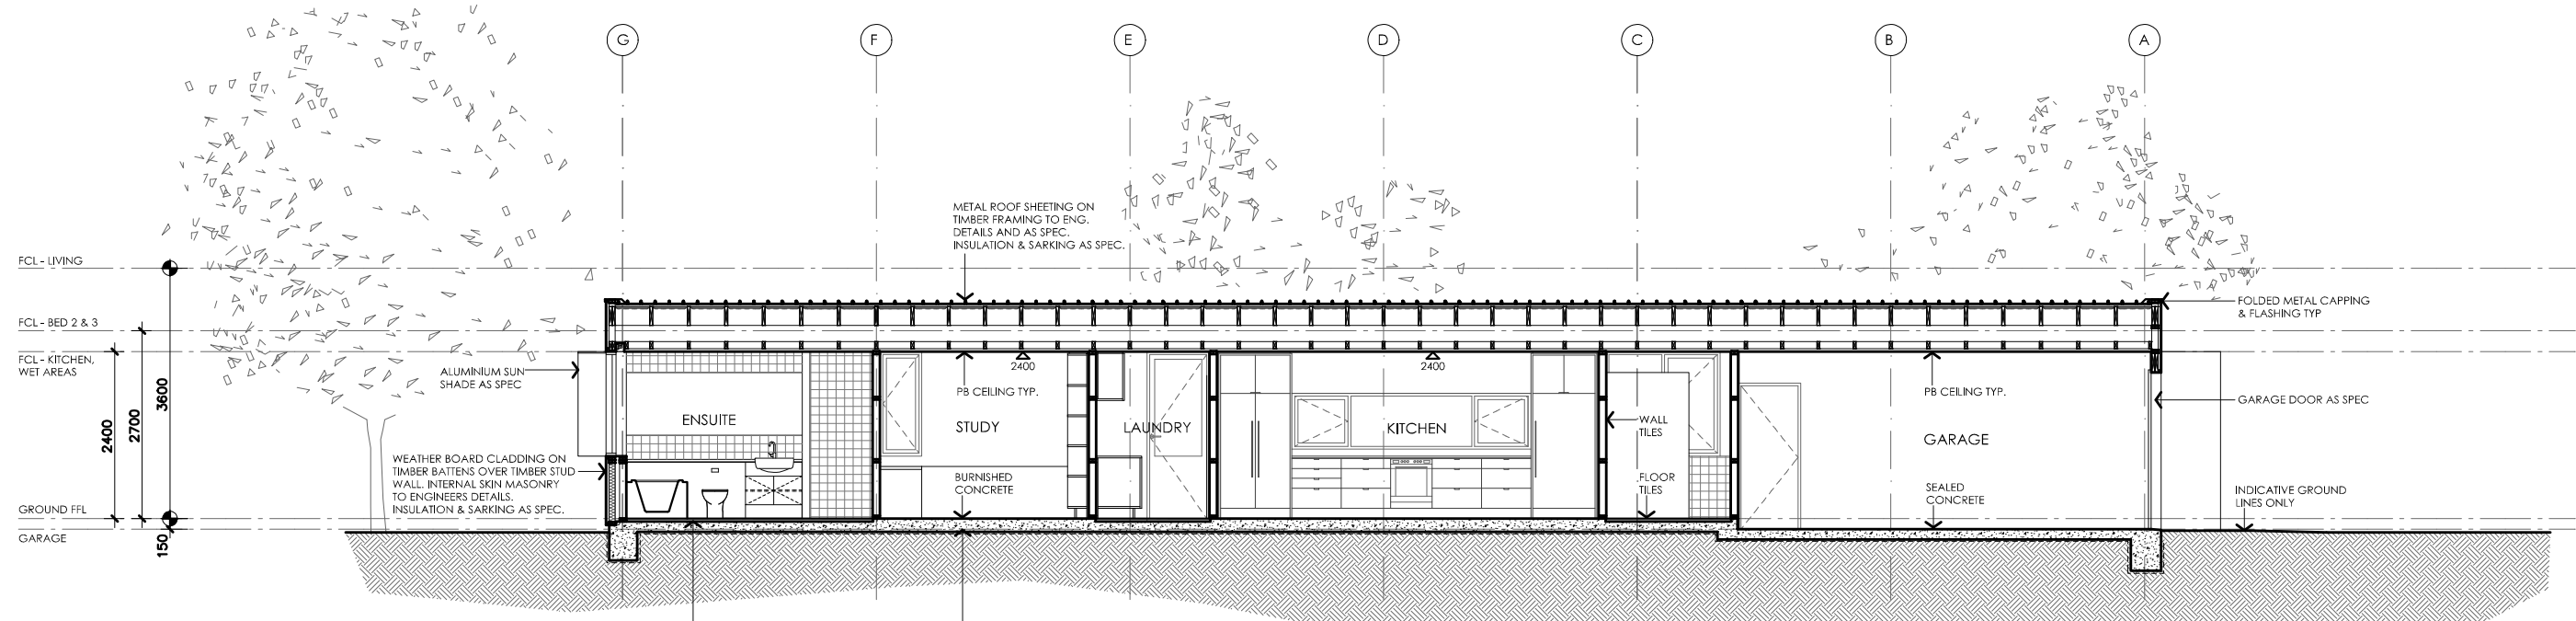 G
F
E
D
C
B
A
METAL ROOF SHEETING ON
TIMBER FRAMING TO ENG.
DETAILS AND AS SPEC.
INSULATION & SARKING AS SPEC.
FCL - LIVING
FCL - BED 2 & 3
FCL - KITCHEN,
WET AREAS
GROUND FFL
GARAGE
2400
2700
3600
150
ALUMINIUM SUN
SHADE AS SPEC
WEATHER BOARD CLADDING ON
TIMBER BATTENS OVER TIMBER STUD
WALL. INTERNAL SKIN MASONRY
TO ENGINEERS DETAILS.
INSULATION & SARKING AS SPEC.
ENSUITE
2400
PB CEILING TYP.
STUDY
BURNISHED
CONCRETE
LAUNDRY
2400
KITCHEN
WALL
TILES
FLOOR
TILES
PB CEILING TYP.
GARAGE
SEALED
CONCRETE
FOLDED METAL CAPPING
& FLASHING TYP
GARAGE DOOR AS SPEC
INDICATIVE GROUND
LINES ONLY